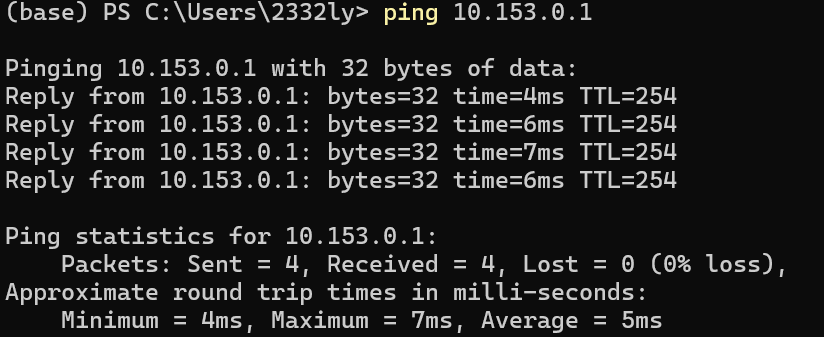 (base) PS C:\Users\2332ly> ping 10.153.0.1
Pinging 10.153.0.1 with 32 bytes of data:
Reply from 10.153.0.1: bytes=32 time=4ms TTL=254
Reply from 10.153.0.1: bytes=32 time=6ms TTL=254
Reply from 10.153.0.1: bytes=32 time=7ms TTL=254
Reply from 10.153.0.1: bytes=32 time=6ms TTL=254
Ping statistics for 10.153.0.1:
    Packets: Sent = 4, Received = 4, Lost = 0 (0% loss),
Approximate round trip times in milli-seconds:
    Minimum = 4ms, Maximum = 7ms, Average = 5ms